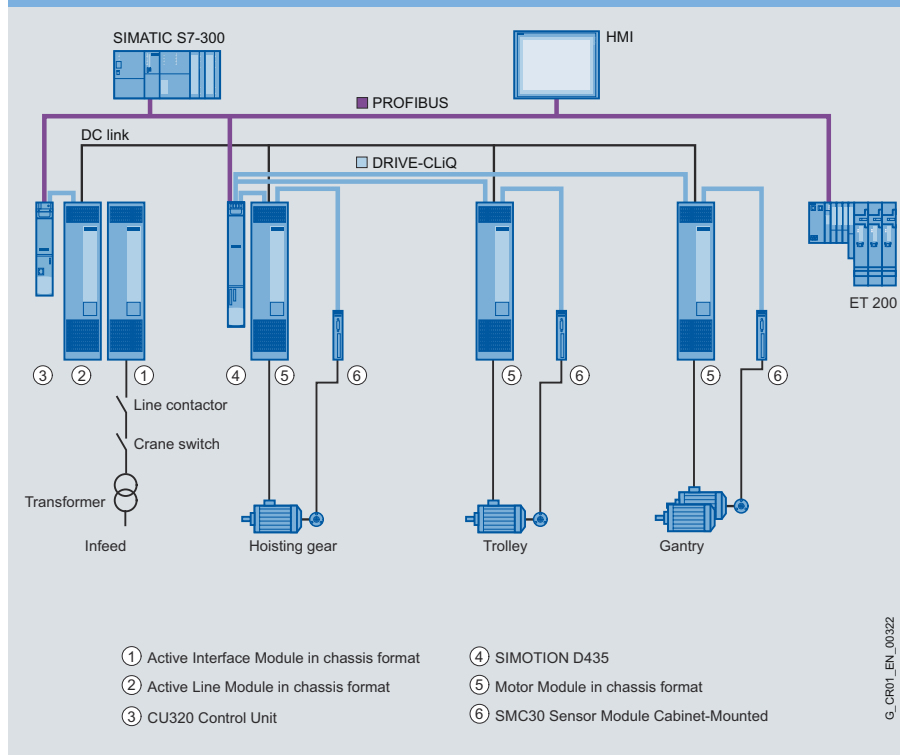 SIMATIC S7-300
HMI
PROFIBUS
DC link
DRIVE-CLiQ
ET 200
3 2 1 4 5 6 5 6 5 6
Line contactor
Crane switch
Transformer
Infeed
Hoisting gear
Trolley
Gantry
1 Active Interface Module in chassis format
2 Active Line Module in chassis format
3 CU320 Control Unit
4 SIMOTION D435
5 Motor Module in chassis format
6 SMC30 Sensor Module Cabinet-Mounted
G_CR01_EN_00322